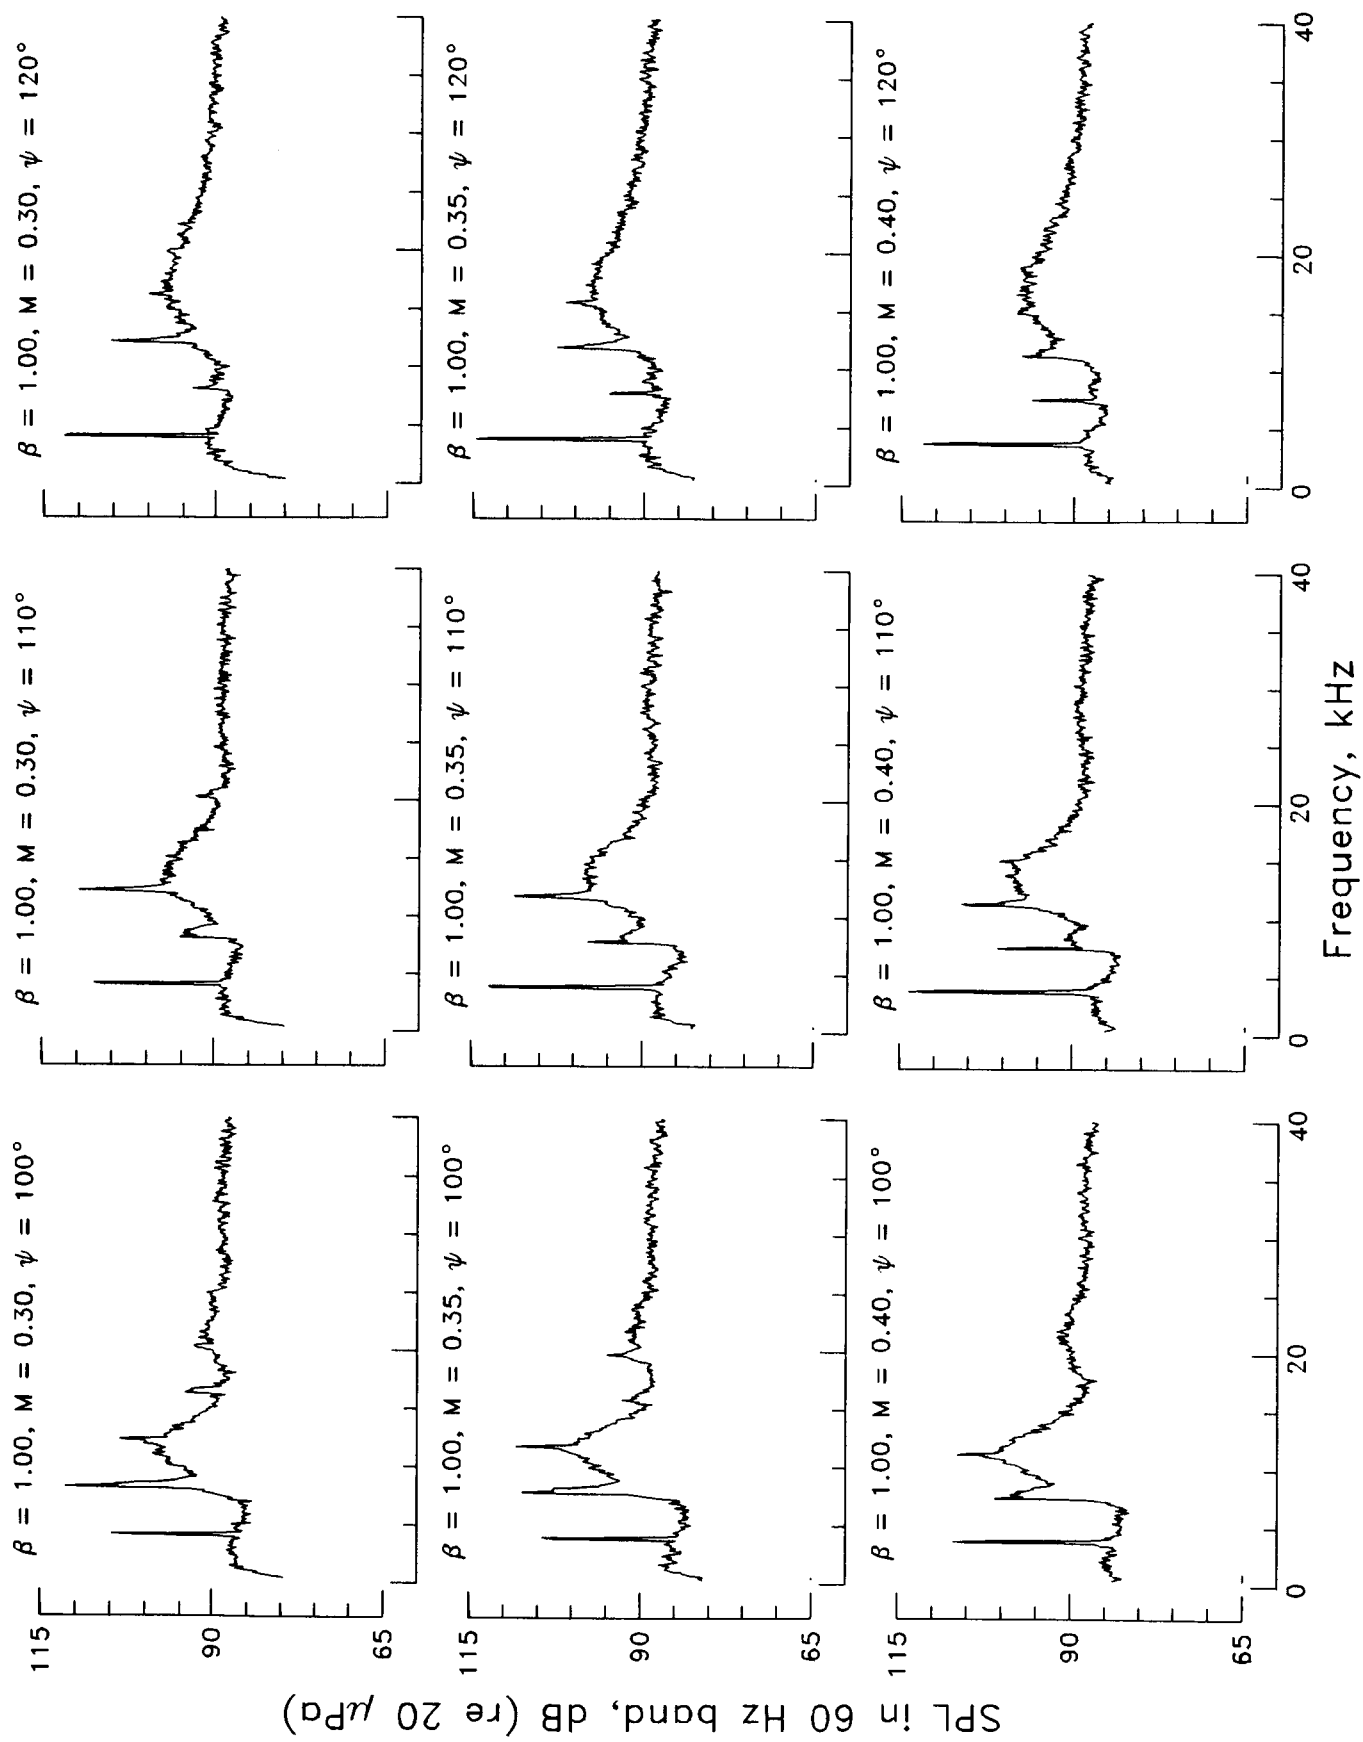 β = 1.00, M = 0.30, ψ = 100°
β = 1.00, M = 0.30, ψ = 110°
β = 1.00, M = 0.30, ψ = 120°
115
90
65
β = 1.00, M = 0.35, ψ = 100°
β = 1.00, M = 0.35, ψ = 110°
β = 1.00, M = 0.35, ψ = 120°
115
90
65
β = 1.00, M = 0.40, ψ = 100°
β = 1.00, M = 0.40, ψ = 110°
β = 1.00, M = 0.40, ψ = 120°
115
90
65
SPL in 60 Hz band, dB (re 20 μPa)
0 20 40
0 20 40
0 20 40
Frequency, kHz